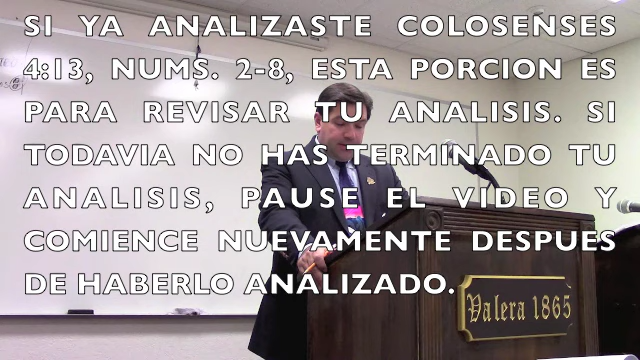 SI YA ANALIZASTE COLOSENSES
4:13, NUMS. 2-8, ESTA PORCION ES
PARA REVISAR TU ANALISIS. SI
TODAVIA NO HAS TERMINADO TU
ANALISIS, PAUSE EL VIDEO Y
COMIENCE NUEVAMENTE DESPUES
DE HABERLO ANALIZADO.
Valera 1865